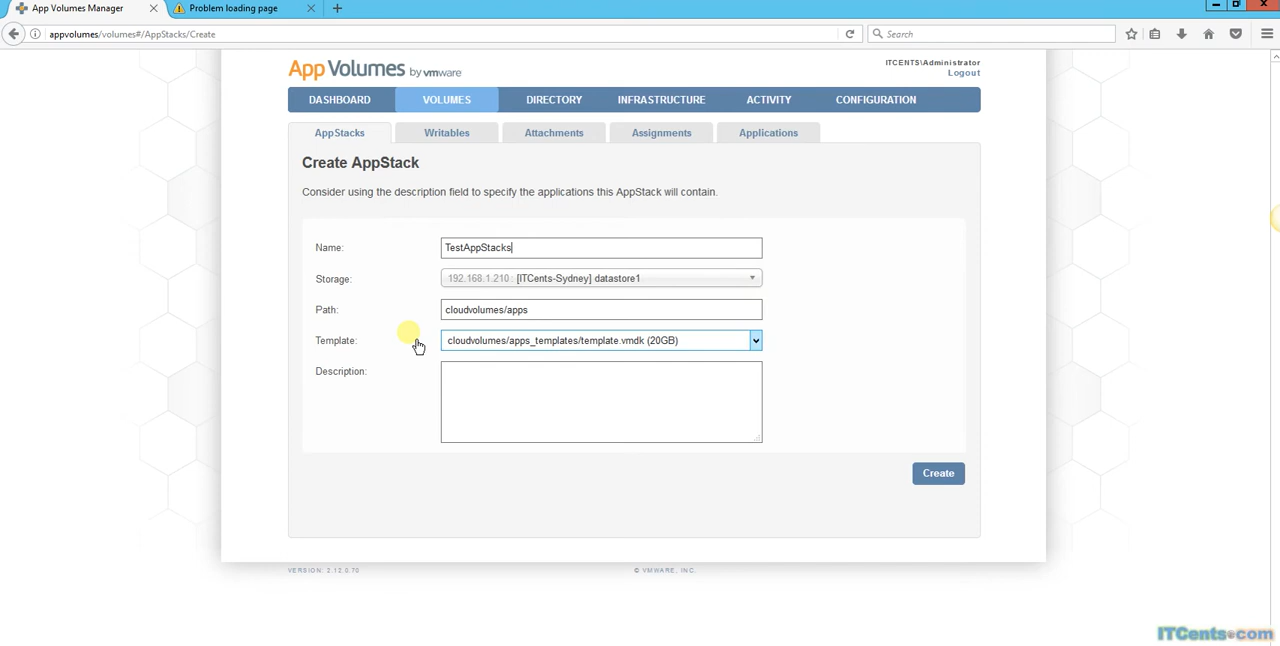 App Volumes Manager
Problem loading page
appvolumes/volumes#/AppStacks/Create
Search
App Volumes by vmware
ITCENTS\Administrator
Logout
DASHBOARD VOLUMES DIRECTORY INFRASTRUCTURE ACTIVITY CONFIGURATION
AppStacks Writables Attachments Assignments Applications
Create AppStack
Consider using the description field to specify the applications this AppStack will contain.
Name: TestAppStacks
Storage: 192.168.1.210 : [ITCents-Sydney] datastore1
Path: cloudvolumes/apps
Template: cloudvolumes/apps_templates/template.vmdk (20GB)
Description:
Create
VERSION: 2.12.0.70 © VMWARE, INC.
ITCents.com